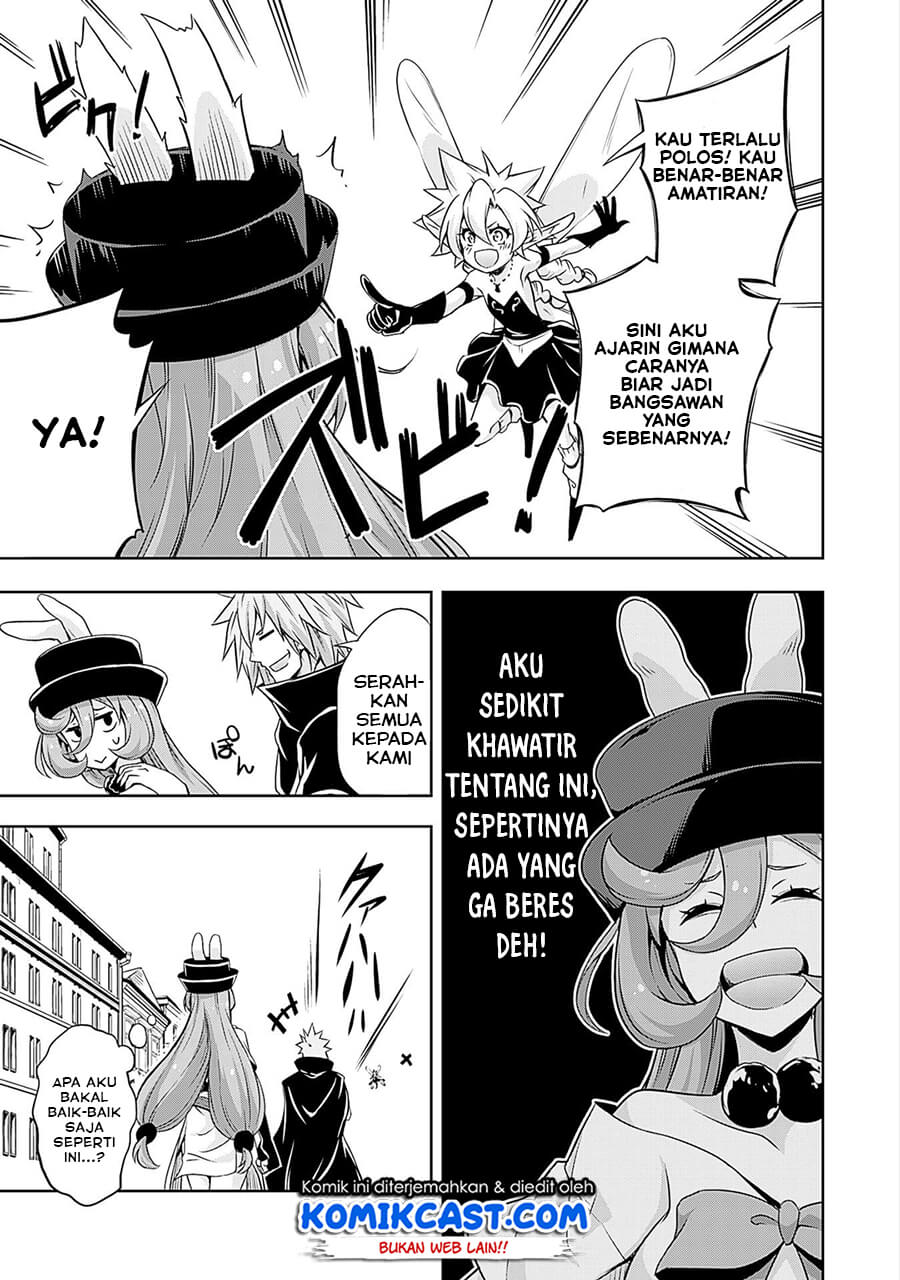 KAU TERLALU
POLOS! KAU
BENAR-BENAR
AMATIRAN!
SINI AKU
AJARIN GIMANA
CARANYA
BIAR JADI
BANGSAWAN
YANG
SEBENARNYA!
ビク!
ズビ!
YA!
AKU
SEDIKIT
KHAWATIR
TENTANG INI,
SEPERTINYA
ADA YANG
GA BERES
DEH!
SERAH-
KAN
SEMUA
KEPADA
KAMI
ぽん
クァハハ
APA AKU
BAKAL
BAIK-BAIK
SAJA
SEPERTI
INI...?
Komik ini diterjemahkan & diedit oleh
KOMIKCAST.COM
BUKAN WEB LAIN!!